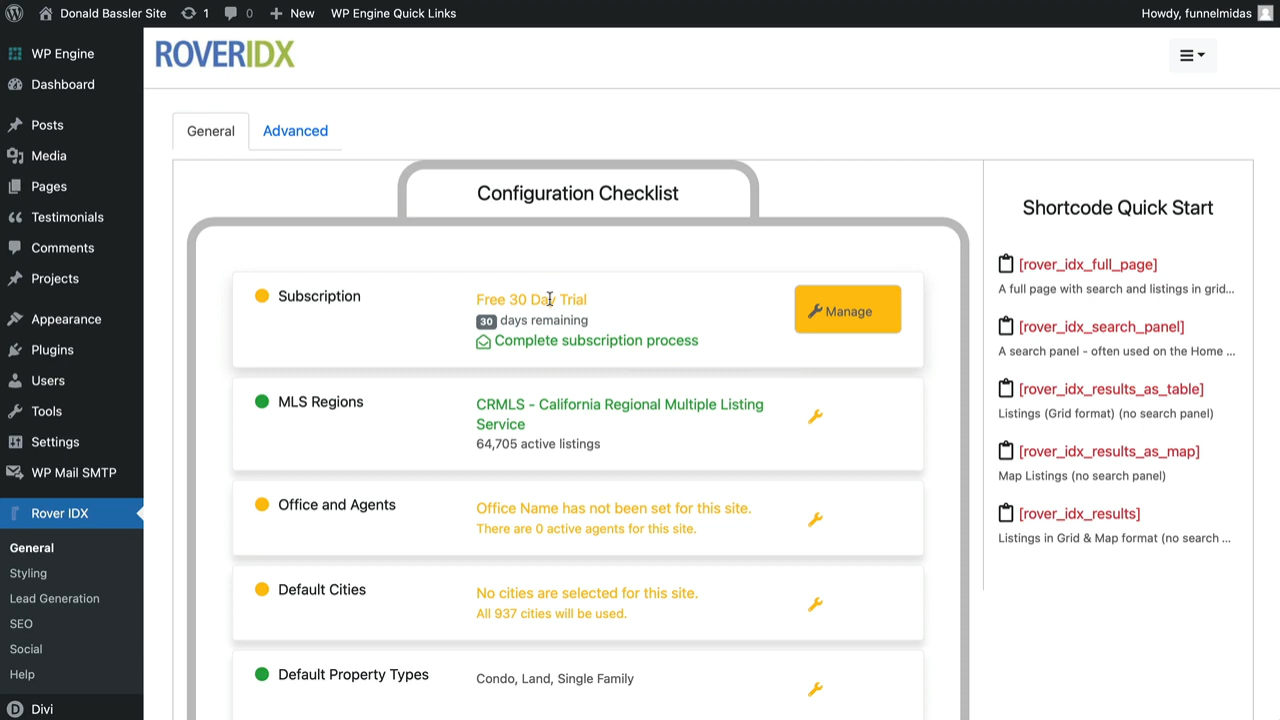 Donald Bassler Site 1 0 New WP Engine Quick Links Howdy, funnelmidas
WP Engine
Dashboard
Posts
Media
Pages
Testimonials
Comments
Projects
Appearance
Plugins
Users
Tools
Settings
WP Mail SMTP
Rover IDX
General
Styling
Lead Generation
SEO
Social
Help
Divi
ROVERIDX
General Advanced
Configuration Checklist
Subscription
Free 30 Day Trial
30 days remaining
Complete subscription process
Manage
MLS Regions
CRMLS - California Regional Multiple Listing
Service
64,705 active listings
Office and Agents
Office Name has not been set for this site.
There are 0 active agents for this site.
Default Cities
No cities are selected for this site.
All 937 cities will be used.
Default Property Types
Condo, Land, Single Family
Shortcode Quick Start
[rover_idx_full_page]
A full page with search and listings in grid...
[rover_idx_search_panel]
A search panel - often used on the Home ...
[rover_idx_results_as_table]
Listings (Grid format) (no search panel)
[rover_idx_results_as_map]
Map Listings (no search panel)
[rover_idx_results]
Listings in Grid & Map format (no search ...